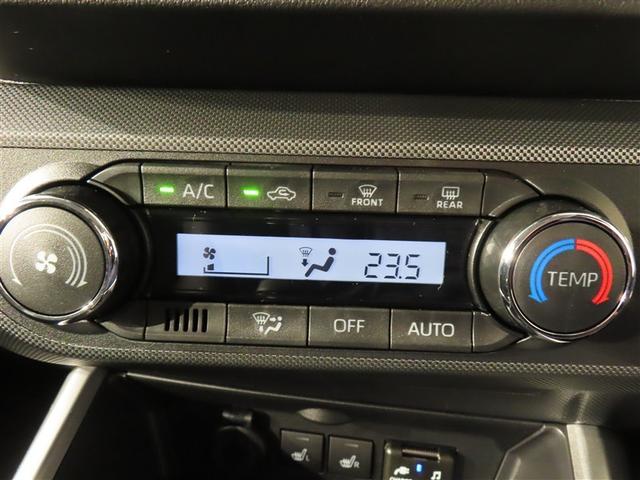 A/C
FRONT
REAR
23.5
TEMP
OFF
AUTO
L
R